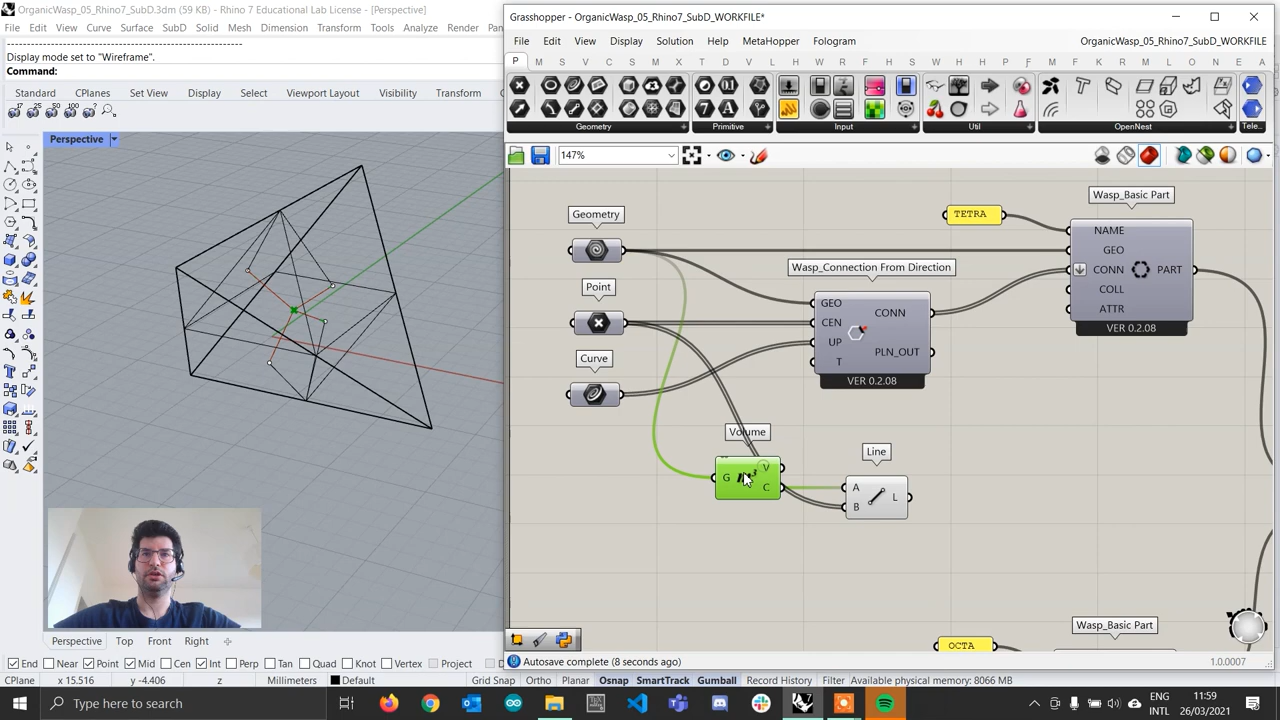 OrganicWasp_05_Rhino7_SubD.3dm (59 KB) - Rhino 7 Educational Lab License - [Perspective]
File Edit View Curve Surface SubD Solid Mesh Dimension Transform Tools Analyze Render
Display mode set to "Wireframe".
Command:
Standard CPlanes Set View Display Select Viewport Layout Visibility Transform
Perspective
Perspective Top Front Right
End Near Point Mid Cen Int Perp Tan Quad Knot Vertex Project
CPlane x 15.516 y -4.406 z Millimeters Default Grid Snap Ortho Planar Osnap SmartTrack Gumball Record History Filter Available physical memory: 8066 MB
Grasshopper - OrganicWasp_05_Rhino7_SubD_WORKFILE*
File Edit View Display Solution Help MetaHopper Fologram OrganicWasp_05_Rhino7_SubD_WORKFILE
P M S V C S M I X T D V L H M W K B F L T D M A F L O N E
Geometry Primitive Input Util OpenNest Tele...
147%
Geometry
Point
Curve
Wasp_Connection From Direction
GEO
CEN
UP
T
CONN
PLN_OUT
VER 0.2.08
Volume
G
V
C
Line
A
B
L
TETRA
Wasp_Basic Part
NAME
GEO
CONN
COLL
ATTR
PART
VER 0.2.08
Wasp_Basic Part
OCTA
Autosave complete (8 seconds ago)
1.0.0007
Type here to search
ENG
INTL
11:59
26/03/2021